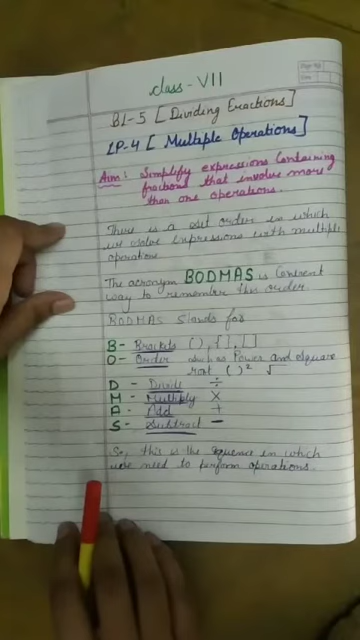 Class - VII
BL-5 [Dividing Fractions]
LP-4 [Multiple Operations]
Aim: Simplify expressions Containing
fractions that involve more
than one operations.
There is a set order in which
we solve expressions with multiple
operations
The acronym BODMAS is
way to remember this order.
BODMAS stands for
B - Brackets ( ), { }, [ ]
O - Order Power and Square
root ( )² √
D - Divide ÷
M - Multiply ×
A - Add +
S - Subtract −
So, this is the sequence in which
we need to perform operations.